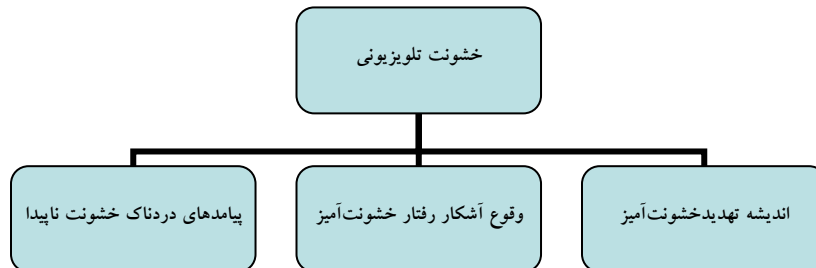 خشونت تلویزیونی
اندیشه تهدیدخشونت‌آمیز
وقوع آشکار رفتار خشونت‌آمیز
پیامدهای دردناک خشونت ناپیدا